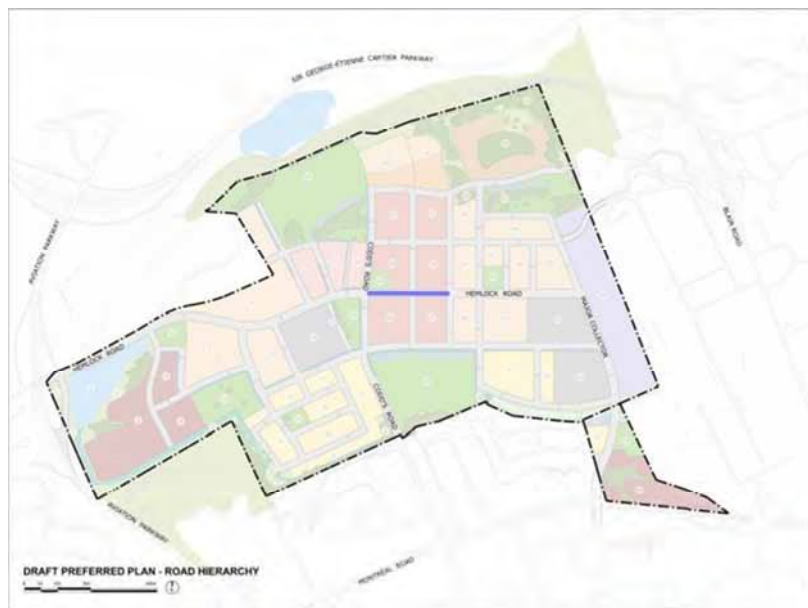 SIR GEORGE-ÉTIENNE CARTIER PARKWAY
AVIATION PARKWAY
BLAIR ROAD
CODD'S ROAD
HEMLOCK ROAD
MAJOR COLLECTOR
HEMLOCK ROAD
CODD'S ROAD
AVIATION PARKWAY
MONTRÉAL ROAD
DRAFT PREFERRED PLAN - ROAD HIERARCHY